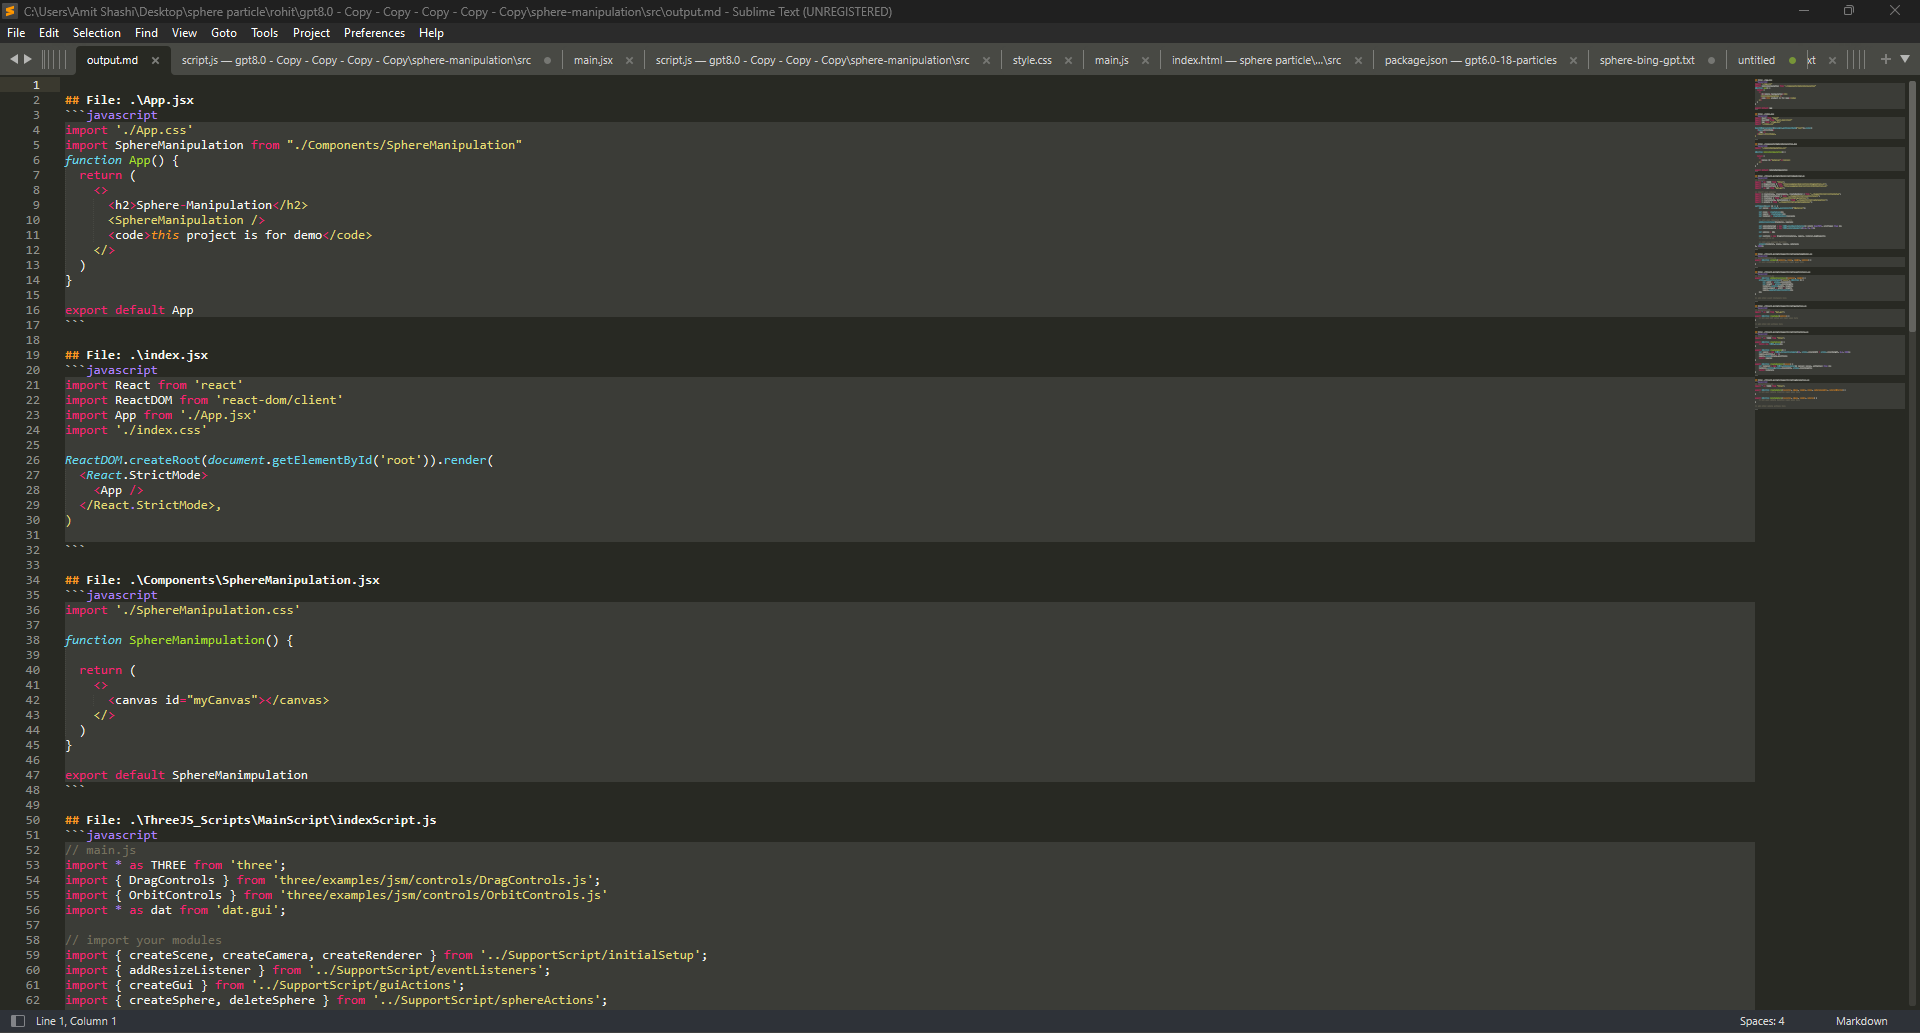 C:\Users\Amit Shashi\Desktop\sphere particle\rohit\gpt8.0 - Copy - Copy - Copy - Copy - Copy\sphere-manipulation\src\output.md - Sublime Text (UNREGISTERED)
File Edit Selection Find View Goto Tools Project Preferences Help
output.md script.js — gpt8.0 - Copy - Copy - Copy - Copy\sphere-manipulation\src main.jsx script.js — gpt8.0 - Copy - Copy - Copy\sphere-manipulation\src style.css main.js index.html — sphere particle\...\src package.json — gpt6.0-18-particles sphere-bing-gpt.txt untitled xt
1
2 ## File: .\App.jsx
3 ```javascript
4 import './App.css'
5 import SphereManipulation from "./Components/SphereManipulation"
6 function App() {
7 return (
8 <>
9 <h2>Sphere-Manipulation</h2>
10 <SphereManipulation />
11 <code>this project is for demo</code>
12 </>
13 )
14 }
15
16 export default App
17 ```
18
19 ## File: .\index.jsx
20 ```javascript
21 import React from 'react'
22 import ReactDOM from 'react-dom/client'
23 import App from './App.jsx'
24 import './index.css'
25
26 ReactDOM.createRoot(document.getElementById('root')).render(
27 <React.StrictMode>
28 <App />
29 </React.StrictMode>,
30 )
31
32 ```
33
34 ## File: .\Components\SphereManipulation.jsx
35 ```javascript
36 import './SphereManipulation.css'
37
38 function SphereManimpulation() {
39
40 return (
41 <>
42 <canvas id="myCanvas"></canvas>
43 </>
44 )
45 }
46
47 export default SphereManimpulation
48 ```
49
50 ## File: .\ThreeJS_Scripts\MainScript\indexScript.js
51 ```javascript
52 // main.js
53 import * as THREE from 'three';
54 import { DragControls } from 'three/examples/jsm/controls/DragControls.js';
55 import { OrbitControls } from 'three/examples/jsm/controls/OrbitControls.js'
56 import * as dat from 'dat.gui';
57
58 // import your modules
59 import { createScene, createCamera, createRenderer } from '../SupportScript/initialSetup';
60 import { addResizeListener } from '../SupportScript/eventListeners';
61 import { createGui } from '../SupportScript/guiActions';
62 import { createSphere, deleteSphere } from '../SupportScript/sphereActions';
Line 1, Column 1 Spaces: 4 Markdown